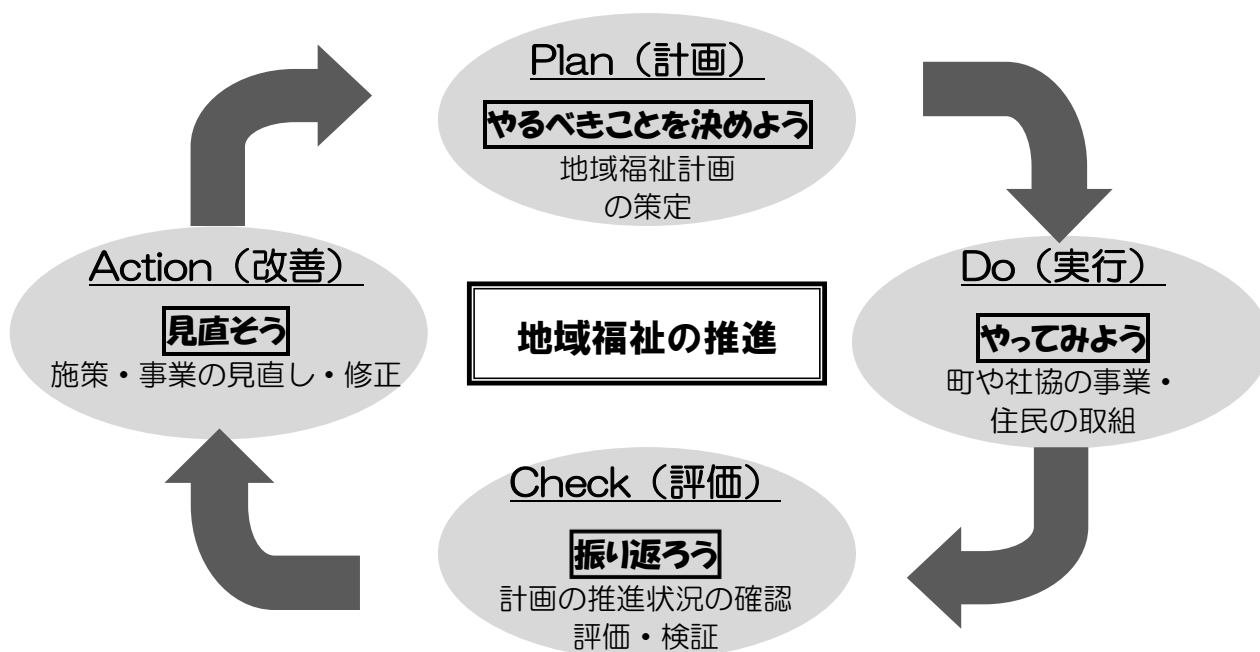 Plan（計画）
やるべきことを決めよう
地域福祉計画
の策定
Action（改善）
見直そう
施策・事業の見直し・修正
地域福祉の推進
Do（実行）
やってみよう
町や社協の事業・
住民の取組
Check（評価）
振り返ろう
計画の推進状況の確認
評価・検証